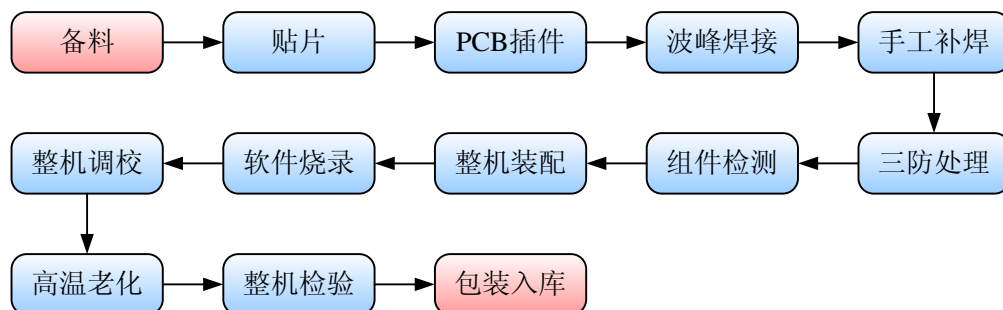 备料
贴片
PCB插件
波峰焊接
手工补焊
三防处理
组件检测
整机装配
软件烧录
整机调校
高温老化
整机检验
包装入库